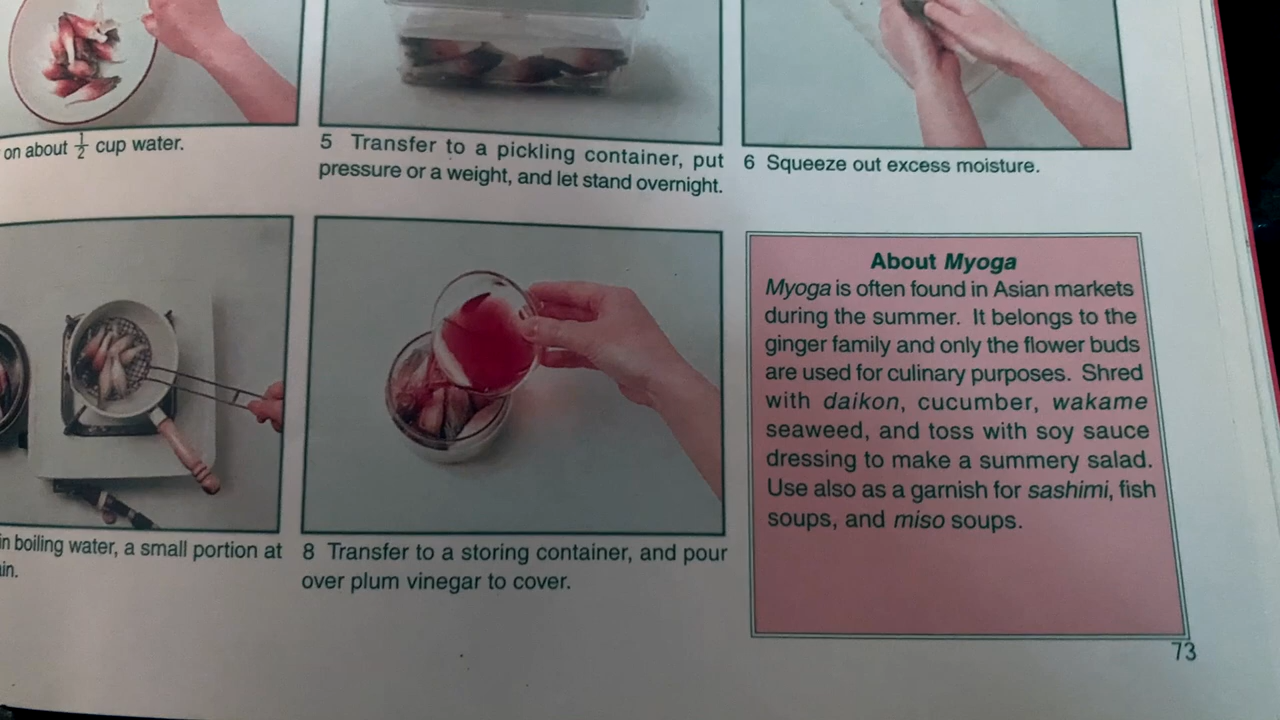 on about ½ cup water.
5 Transfer to a pickling container, put
pressure or a weight, and let stand overnight.
6 Squeeze out excess moisture.
in boiling water, a small portion at
8 Transfer to a storing container, and pour
over plum vinegar to cover.
About Myoga
Myoga is often found in Asian markets
during the summer. It belongs to the
ginger family and only the flower buds
are used for culinary purposes. Shred
with daikon, cucumber, wakame
seaweed, and toss with soy sauce
dressing to make a summery salad.
Use also as a garnish for sashimi, fish
soups, and miso soups.
73